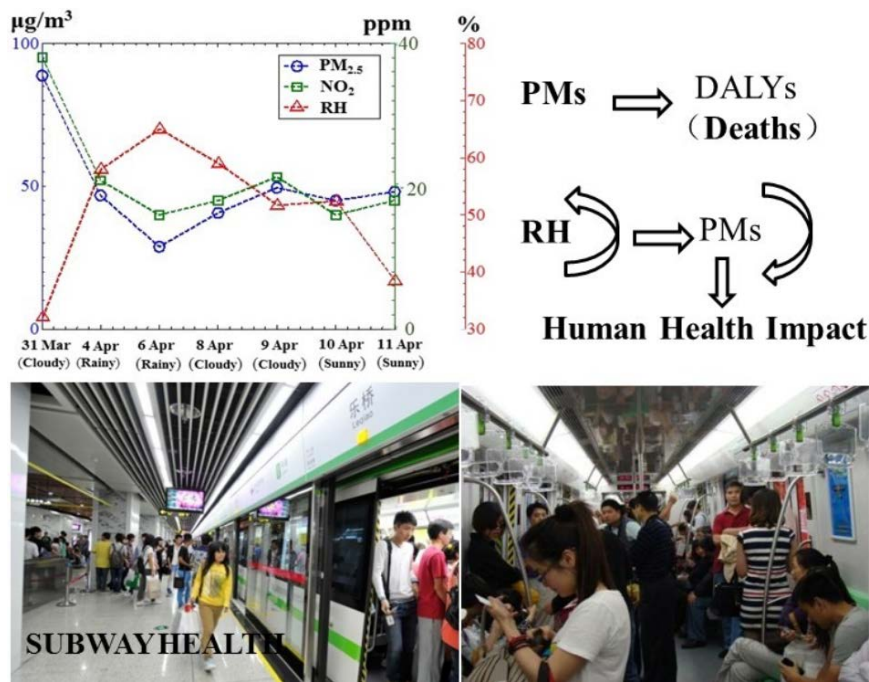 μg/m³
ppm
%
100
50
0
40
20
0
80
70
60
50
40
30
PM₂.₅
NO₂
RH
31 Mar 4 Apr 6 Apr 8 Apr 9 Apr 10 Apr 11 Apr
(Cloudy) (Rainy) (Rainy) (Cloudy) (Cloudy) (Sunny) (Sunny)
PMs DALYs
(Deaths)
RH PMs
Human Health Impact
乐桥
Leqiao
SUBWAYHEALTH